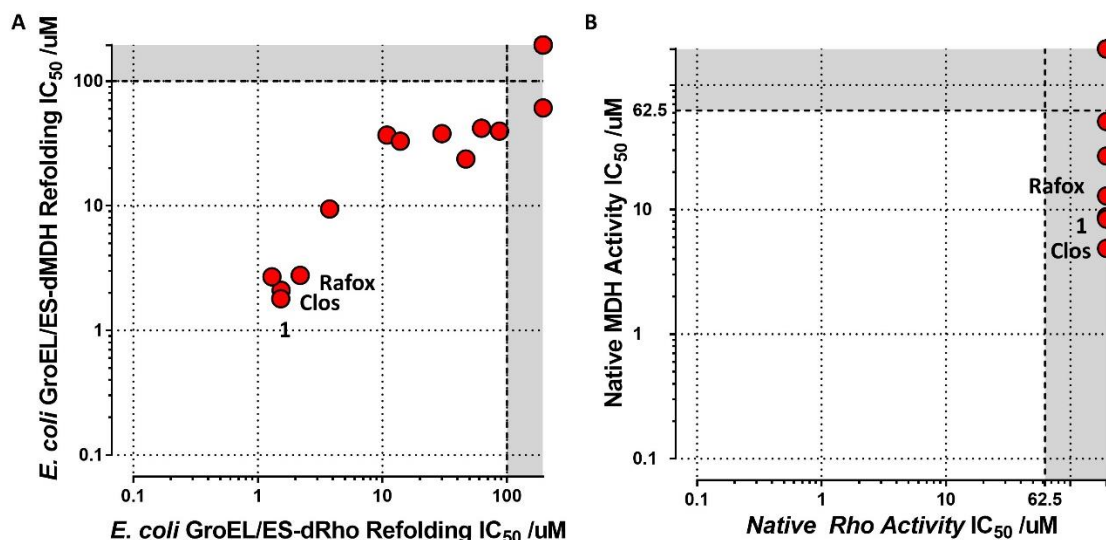 A
E. coli GroEL/ES-dMDH Refolding IC50 /uM
100
10
1
0.1
Rafox
Clos
1
0.1
1
10
100
E. coli GroEL/ES-dRho Refolding IC50 /uM
B
Native MDH Activity IC50 /uM
62.5
10
1
0.1
Rafox
1
Clos
0.1
1
10
62.5
Native Rho Activity IC50 /uM